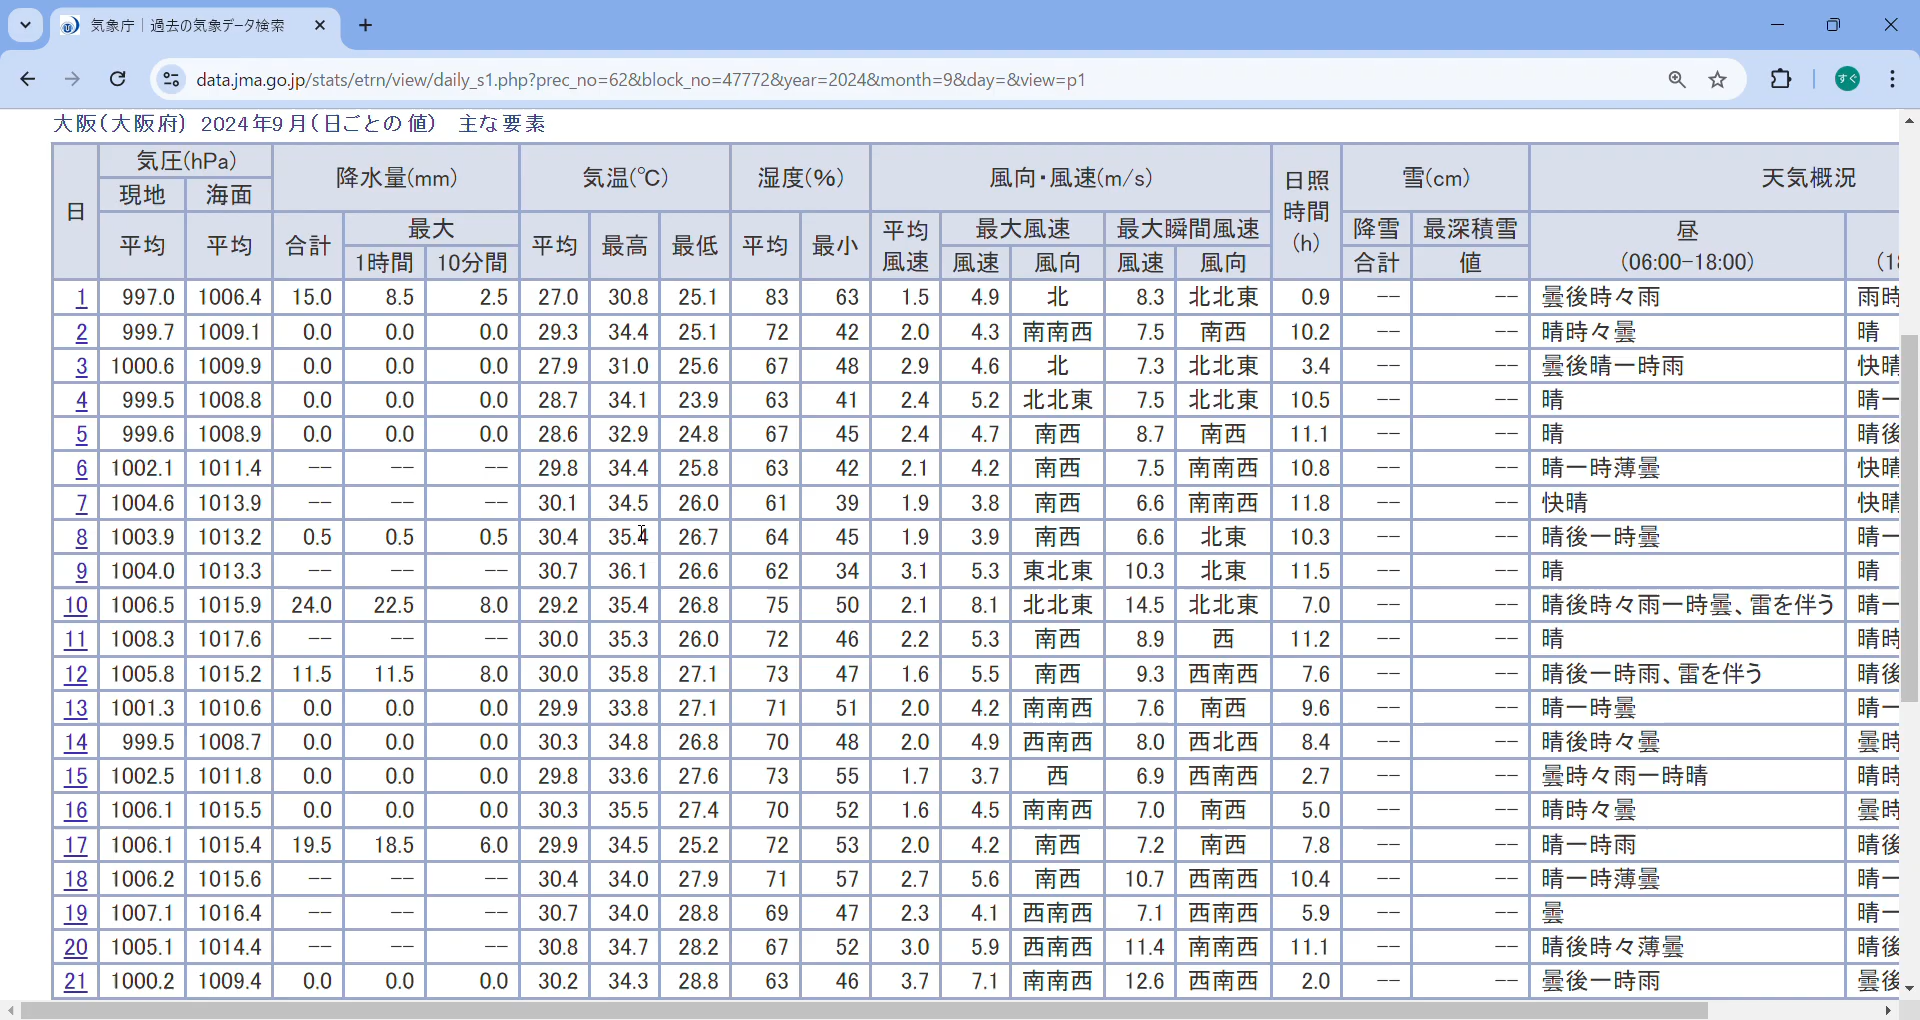 気象庁｜過去の気象データ検索
data.jma.go.jp/stats/etrn/view/daily_s1.php?prec_no=62&block_no=47772&year=2024&month=9&day=&view=p1
すぐ
大阪(大阪府) 2024年9月(日ごとの値) 主な要素
日 気圧(hPa) 降水量(mm) 気温(℃) 湿度(%) 風向・風速(m/s) 日照時間(h) 雪(cm) 天気概況
現地 海面
平均 平均 合計 最大 平均 最高 最低 平均 最小 平均風速 最大風速 最大瞬間風速 降雪 最深積雪 昼
1時間 10分間 風速 風向 風速 風向 合計 値 (06:00-18:00) (18
1 997.0 1006.4 15.0 8.5 2.5 27.0 30.8 25.1 83 63 1.5 4.9 北 8.3 北北東 0.9 -- -- 曇後時々雨 雨時
2 999.7 1009.1 0.0 0.0 0.0 29.3 34.4 25.1 72 42 2.0 4.3 南南西 7.5 南西 10.2 -- -- 晴時々曇 晴
3 1000.6 1009.9 0.0 0.0 0.0 27.9 31.0 25.6 67 48 2.9 4.6 北 7.3 北北東 3.4 -- -- 曇後晴一時雨 快晴
4 999.5 1008.8 0.0 0.0 0.0 28.7 34.1 23.9 63 41 2.4 5.2 北北東 7.5 北北東 10.5 -- -- 晴 晴一
5 999.6 1008.9 0.0 0.0 0.0 28.6 32.9 24.8 67 45 2.4 4.7 南西 8.7 南西 11.1 -- -- 晴 晴後
6 1002.1 1011.4 -- -- -- 29.8 34.4 25.8 63 42 2.1 4.2 南西 7.5 南南西 10.8 -- -- 晴一時薄曇 快晴
7 1004.6 1013.9 -- -- -- 30.1 34.5 26.0 61 39 1.9 3.8 南西 6.6 南南西 11.8 -- -- 快晴 快晴
8 1003.9 1013.2 0.5 0.5 0.5 30.4 35.4 26.7 64 45 1.9 3.9 南西 6.6 北東 10.3 -- -- 晴後一時曇 晴一
9 1004.0 1013.3 -- -- -- 30.7 36.1 26.6 62 34 3.1 5.3 東北東 10.3 北東 11.5 -- -- 晴 晴
10 1006.5 1015.9 24.0 22.5 8.0 29.2 35.4 26.8 75 50 2.1 8.1 北北東 14.5 北北東 7.0 -- -- 晴後時々雨一時曇、雷を伴う 晴一
11 1008.3 1017.6 -- -- -- 30.0 35.3 26.0 72 46 2.2 5.3 南西 8.9 西 11.2 -- -- 晴 晴時
12 1005.8 1015.2 11.5 11.5 8.0 30.0 35.8 27.1 73 47 1.6 5.5 南西 9.3 西南西 7.6 -- -- 晴後一時雨、雷を伴う 晴後
13 1001.3 1010.6 0.0 0.0 0.0 29.9 33.8 27.1 71 51 2.0 4.2 南南西 7.6 南西 9.6 -- -- 晴一時曇 晴一
14 999.5 1008.7 0.0 0.0 0.0 30.3 34.8 26.8 70 48 2.0 4.9 西南西 8.0 西北西 8.4 -- -- 晴後時々曇 曇時
15 1002.5 1011.8 0.0 0.0 0.0 29.8 33.6 27.6 73 55 1.7 3.7 西 6.9 西南西 2.7 -- -- 曇時々雨一時晴 晴時
16 1006.1 1015.5 0.0 0.0 0.0 30.3 35.5 27.4 70 52 1.6 4.5 南南西 7.0 南西 5.0 -- -- 晴時々曇 曇時
17 1006.1 1015.4 19.5 18.5 6.0 29.9 34.5 25.2 72 53 2.0 4.2 南西 7.2 南西 7.8 -- -- 晴一時雨 晴後
18 1006.2 1015.6 -- -- -- 30.4 34.0 27.9 71 57 2.7 5.6 南西 10.7 西南西 10.4 -- -- 晴一時薄曇 晴一
19 1007.1 1016.4 -- -- -- 30.7 34.0 28.8 69 47 2.3 4.1 西南西 7.1 西南西 5.9 -- -- 曇 晴一
20 1005.1 1014.4 -- -- -- 30.8 34.7 28.2 67 52 3.0 5.9 西南西 11.4 南南西 11.1 -- -- 晴後時々薄曇 晴後
21 1000.2 1009.4 0.0 0.0 0.0 30.2 34.3 28.8 63 46 3.7 7.1 南南西 12.6 西南西 2.0 -- -- 曇後一時雨 曇後